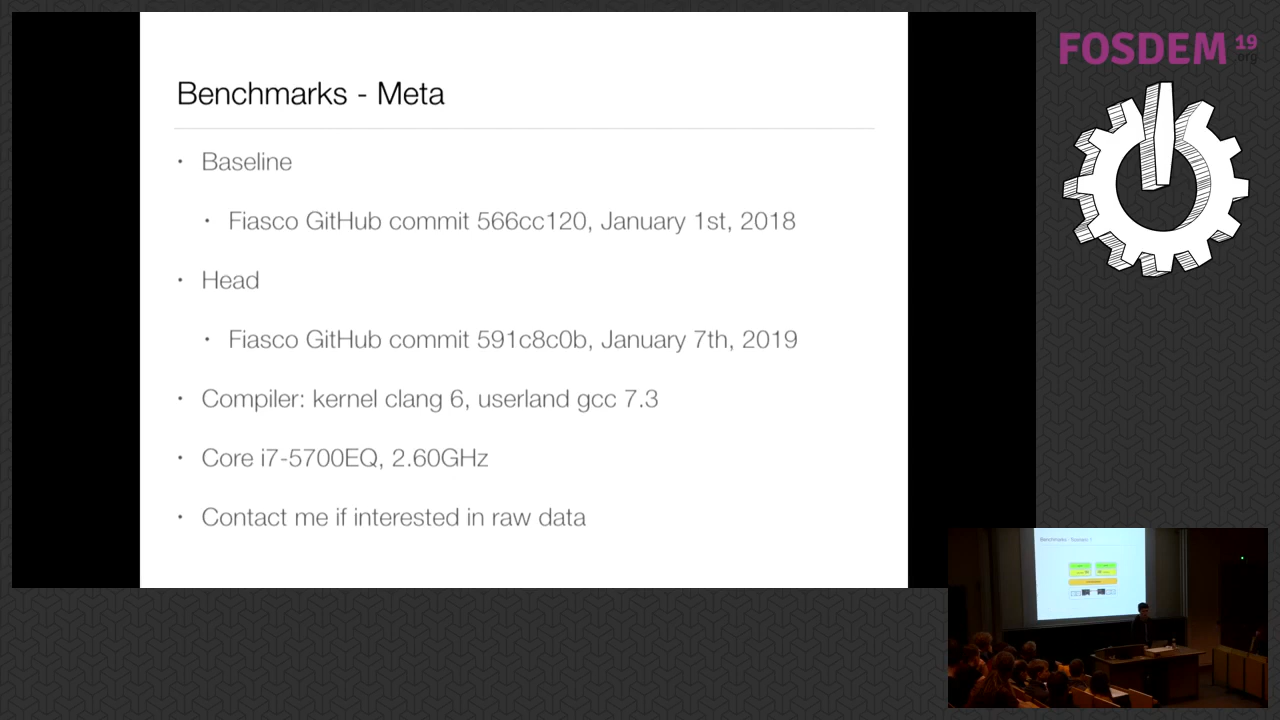 Benchmarks - Meta
• Baseline
• Fiasco GitHub commit 566cc120, January 1st, 2018
• Head
• Fiasco GitHub commit 591c8c0b, January 7th, 2019
• Compiler: kernel clang 6, userland gcc 7.3
• Core i7-5700EQ, 2.60GHz
• Contact me if interested in raw data
FOSDEM 19
.org